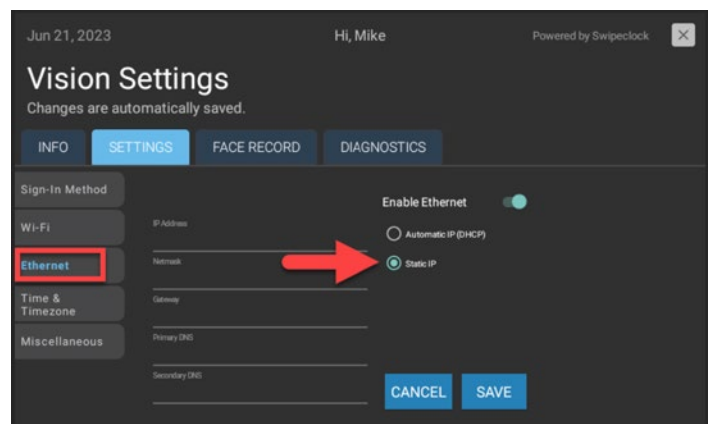 Jun 21, 2023
Hi, Mike
Powered by Swipeclock
Vision Settings
Changes are automatically saved.
INFO
SETTINGS
FACE RECORD
DIAGNOSTICS
Sign-In Method
Wi-Fi
Ethernet
Time &
Timezone
Miscellaneous
IP Address
Netmask
Gateway
Primary DNS
Secondary DNS
Enable Ethernet
Automatic IP (DHCP)
Static IP
CANCEL
SAVE